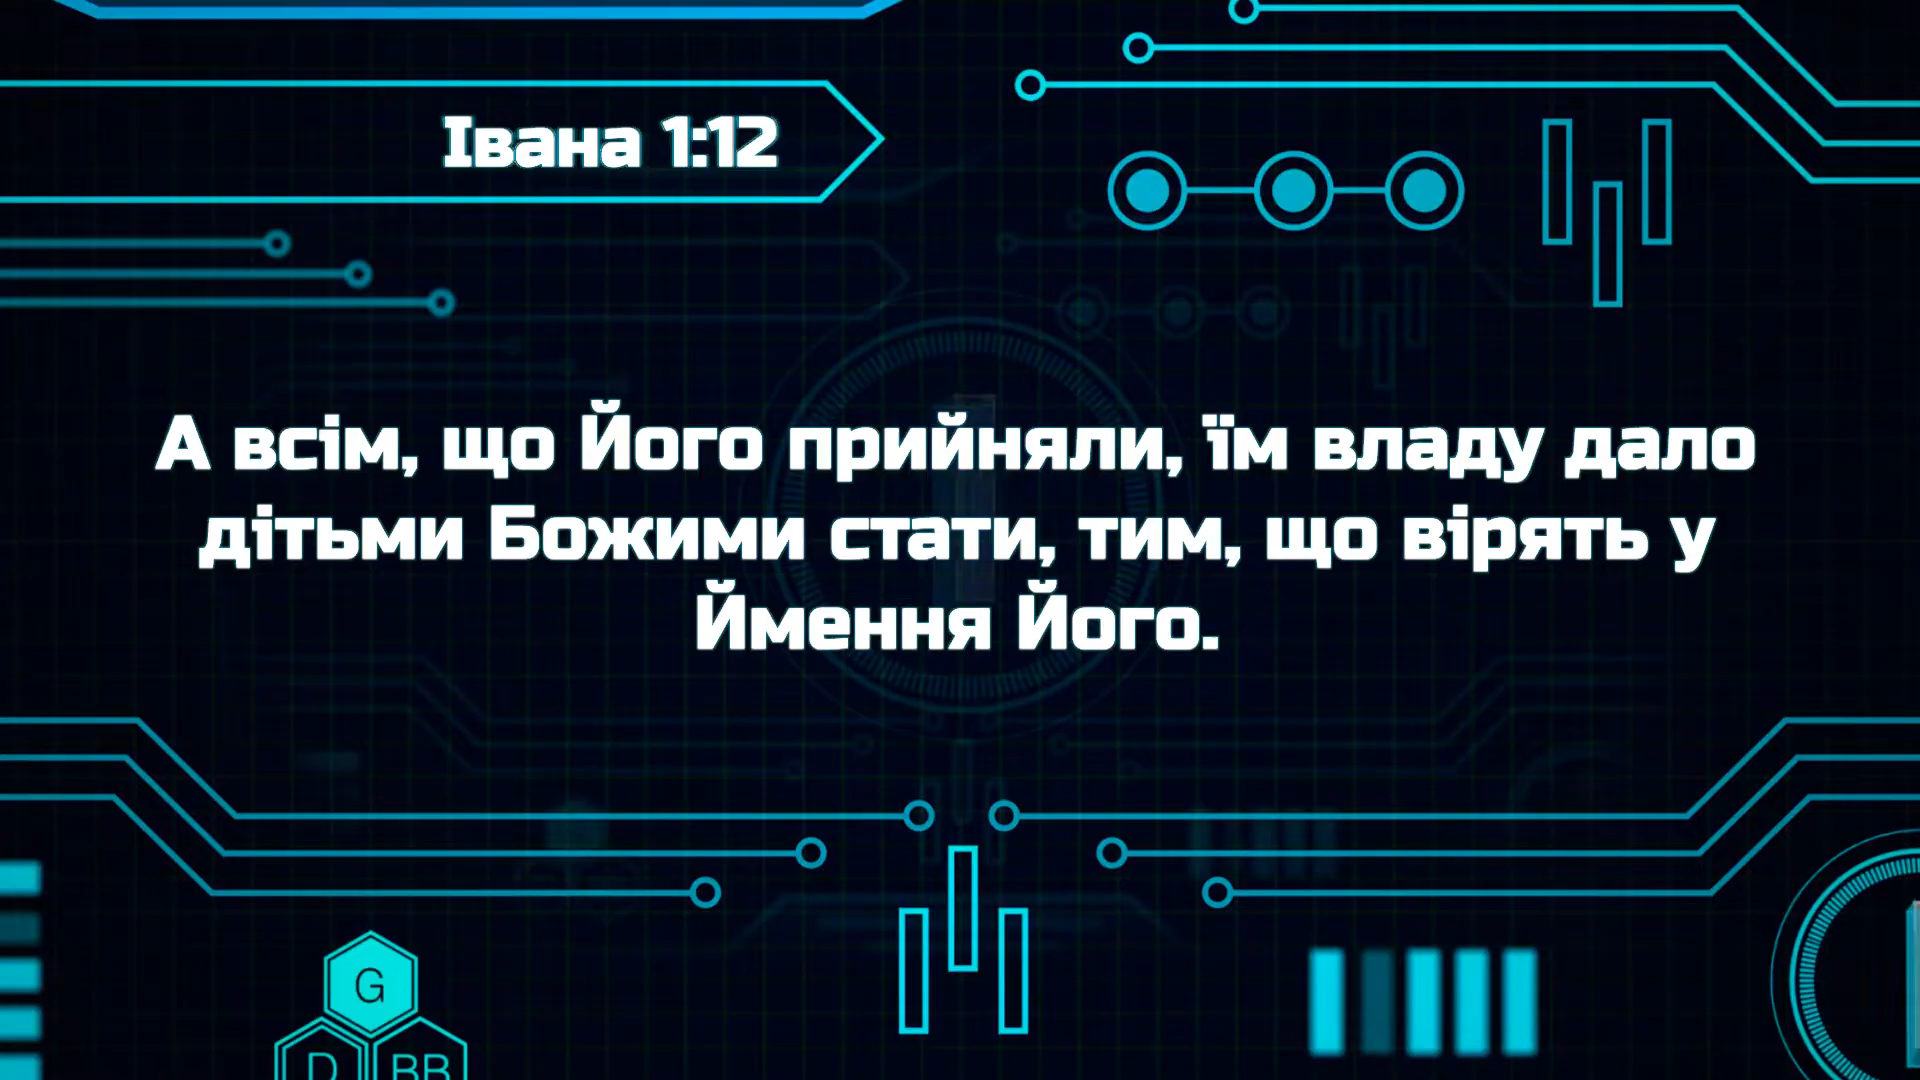 Івана 1:12
А всім, що Його прийняли, їм владу дало
дітьми Божими стати, тим, що вірять у
Ймення Його.
G
D BB